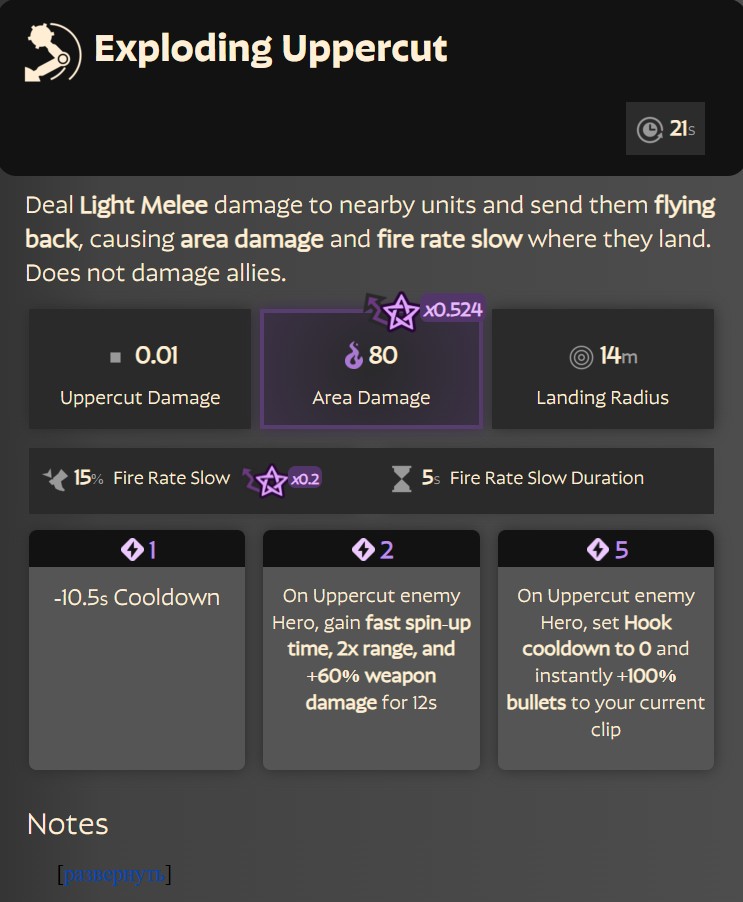 Exploding Uppercut
21s
Deal Light Melee damage to nearby units and send them flying
back, causing area damage and fire rate slow where they land.
Does not damage allies.
x0.524
0.01
80
14m
Uppercut Damage
Area Damage
Landing Radius
15% Fire Rate Slow x0.2
5s Fire Rate Slow Duration
1
-10.5s Cooldown
2
On Uppercut enemy
Hero, gain fast spin-up
time, 2x range, and
+60% weapon
damage for 12s
5
On Uppercut enemy
Hero, set Hook
cooldown to 0 and
instantly +100%
bullets to your current
clip
Notes
[развернуть]